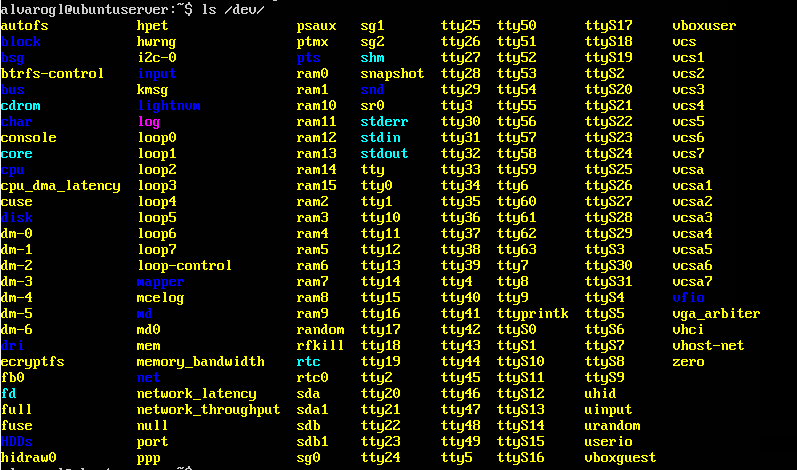 alvarogl@ubuntuserver:~$ ls /dev/
autofs hpet psaux sg1 tty25 tty50 ttyS17 vboxuser
block hwrng ptmx sg2 tty26 tty51 ttyS18 vcs
bsg i2c-0 pts shm tty27 tty52 ttyS19 vcs1
btrfs-control input ram0 snapshot tty28 tty53 ttyS2 vcs2
bus kmsg ram1 snd tty29 tty54 ttyS20 vcs3
cdrom lightnvm ram10 sr0 tty3 tty55 ttyS21 vcs4
char log ram11 stderr tty30 tty56 ttyS22 vcs5
console loop0 ram12 stdin tty31 tty57 ttyS23 vcs6
core loop1 ram13 stdout tty32 tty58 ttyS24 vcs7
cpu loop2 ram14 tty tty33 tty59 ttyS25 vcsa
cpu_dma_latency loop3 ram15 tty0 tty34 tty6 ttyS26 vcsa1
cuse loop4 ram2 tty1 tty35 tty60 ttyS27 vcsa2
disk loop5 ram3 tty10 tty36 tty61 ttyS28 vcsa3
dm-0 loop6 ram4 tty11 tty37 tty62 ttyS29 vcsa4
dm-1 loop7 ram5 tty12 tty38 tty63 ttyS3 vcsa5
dm-2 loop-control ram6 tty13 tty39 tty7 ttyS30 vcsa6
dm-3 mapper ram7 tty14 tty4 tty8 ttyS31 vcsa7
dm-4 mcelog ram8 tty15 tty40 tty9 ttyS4 vfio
dm-5 md ram9 tty16 tty41 ttyprintk ttyS5 vga_arbiter
dm-6 md0 random tty17 tty42 ttyS0 ttyS6 vhci
dri mem rfkill tty18 tty43 ttyS1 ttyS7 vhost-net
ecryptfs memory_bandwidth rtc tty19 tty44 ttyS10 ttyS8 zero
fb0 net rtc0 tty2 tty45 ttyS11 ttyS9
fd network_latency sda tty20 tty46 ttyS12 uhid
full network_throughput sda1 tty21 tty47 ttyS13 uinput
fuse null sdb tty22 tty48 ttyS14 urandom
HDDs port sdb1 tty23 tty49 ttyS15 userio
hidraw0 ppp sg0 tty24 tty5 ttyS16 vboxguest